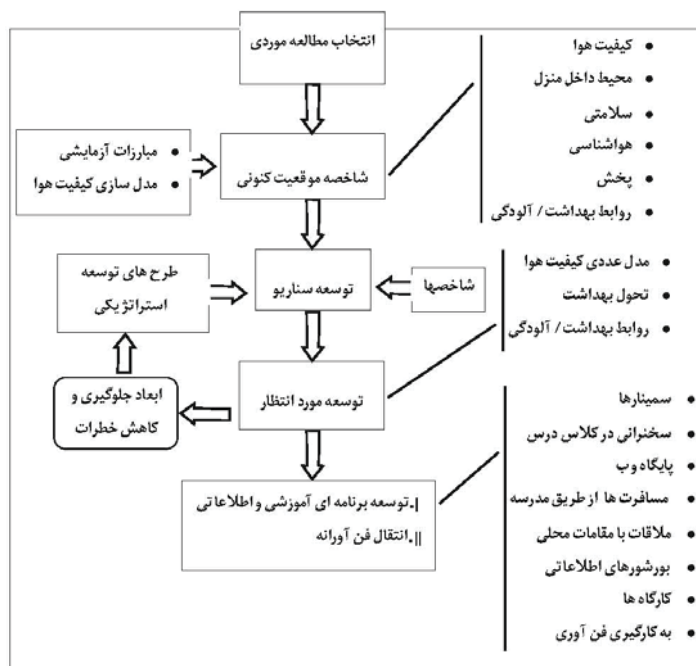 انتخاب مطالعه موردی
کیفیت هوا
محیط داخل منزل
سلامتی
هواشناسی
پخش
روابط بهداشت / آلودگی
مبارزات آزمایشی
مدل سازی کیفیت هوا
شاخصه موقعیت کنونی
طرح های توسعه
استراتژیکی
توسعه سناریو
شاخصها
مدل عددی کیفیت هوا
تحول بهداشت
روابط بهداشت / آلودگی
ابعاد جلوگیری و
کاهش خطرات
توسعه مورد انتظار
سمینارها
سخنرانی در کلاس درس
پایگاه وب
مسافرت ها از طریق مدرسه
ملاقات با مقامات محلی
بورشورهای اطلاعاتی
کارگاه ها
به کارگیری فن آوری
I.توسعه برنامه ای آموزشی و اطلاعاتی
II.انتقال فن آورانه